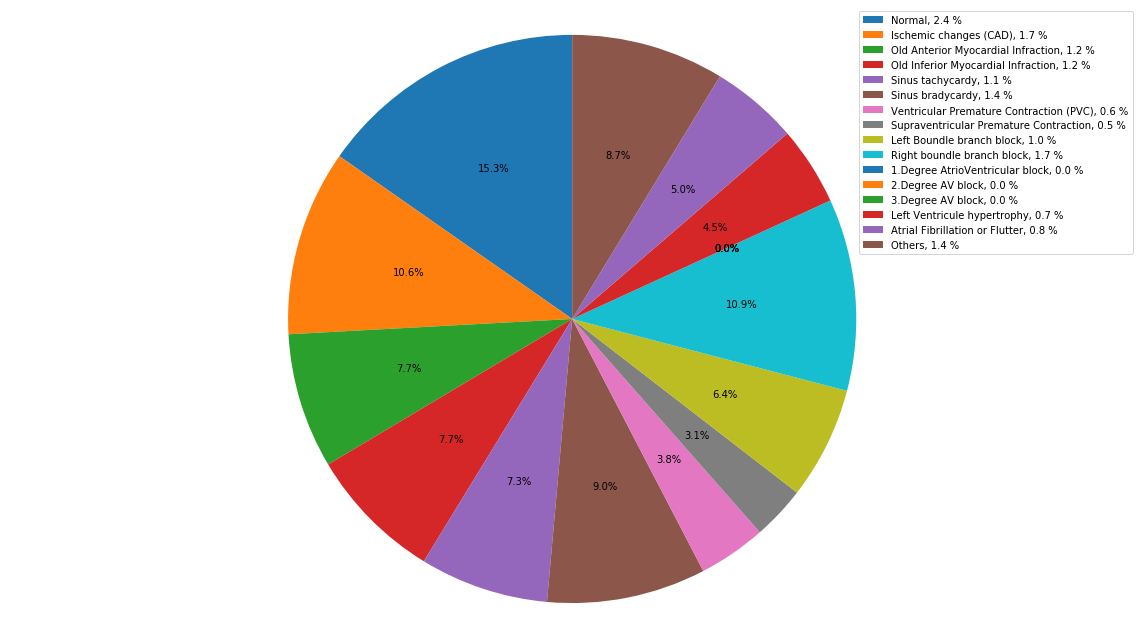 Normal, 2.4 %
Ischemic changes (CAD), 1.7 %
Old Anterior Myocardial Infraction, 1.2 %
Old Inferior Myocardial Infraction, 1.2 %
Sinus tachycardy, 1.1 %
Sinus bradycardy, 1.4 %
Ventricular Premature Contraction (PVC), 0.6 %
Supraventricular Premature Contraction, 0.5 %
Left Boundle branch block, 1.0 %
Right boundle branch block, 1.7 %
1.Degree AtrioVentricular block, 0.0 %
2.Degree AV block, 0.0 %
3.Degree AV block, 0.0 %
Left Ventricule hypertrophy, 0.7 %
Atrial Fibrillation or Flutter, 0.8 %
Others, 1.4 %
8.7%
15.3%
5.0%
4.5%
0.0%
10.6%
10.9%
7.7%
6.4%
3.1%
7.7%
3.8%
7.3%
9.0%